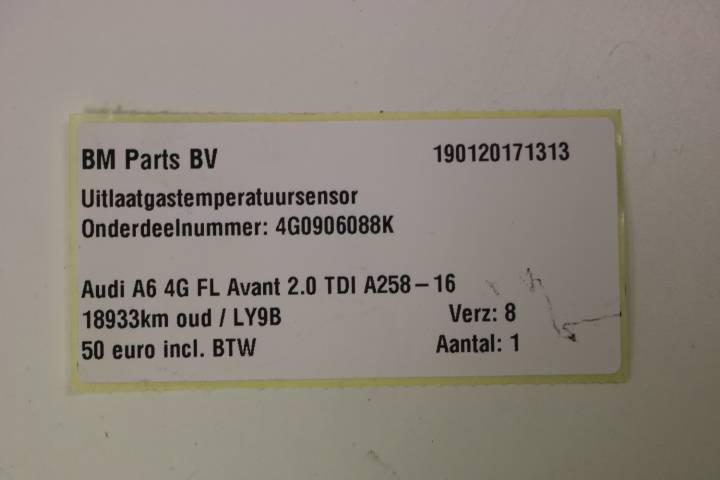 BM Parts BV 190120171313
Uitlaatgastemperatuursensor
Onderdeelnummer: 4G0906088K
Audi A6 4G FL Avant 2.0 TDI A258-16
18933km oud / LY9B Verz: 8
50 euro incl. BTW Aantal: 1